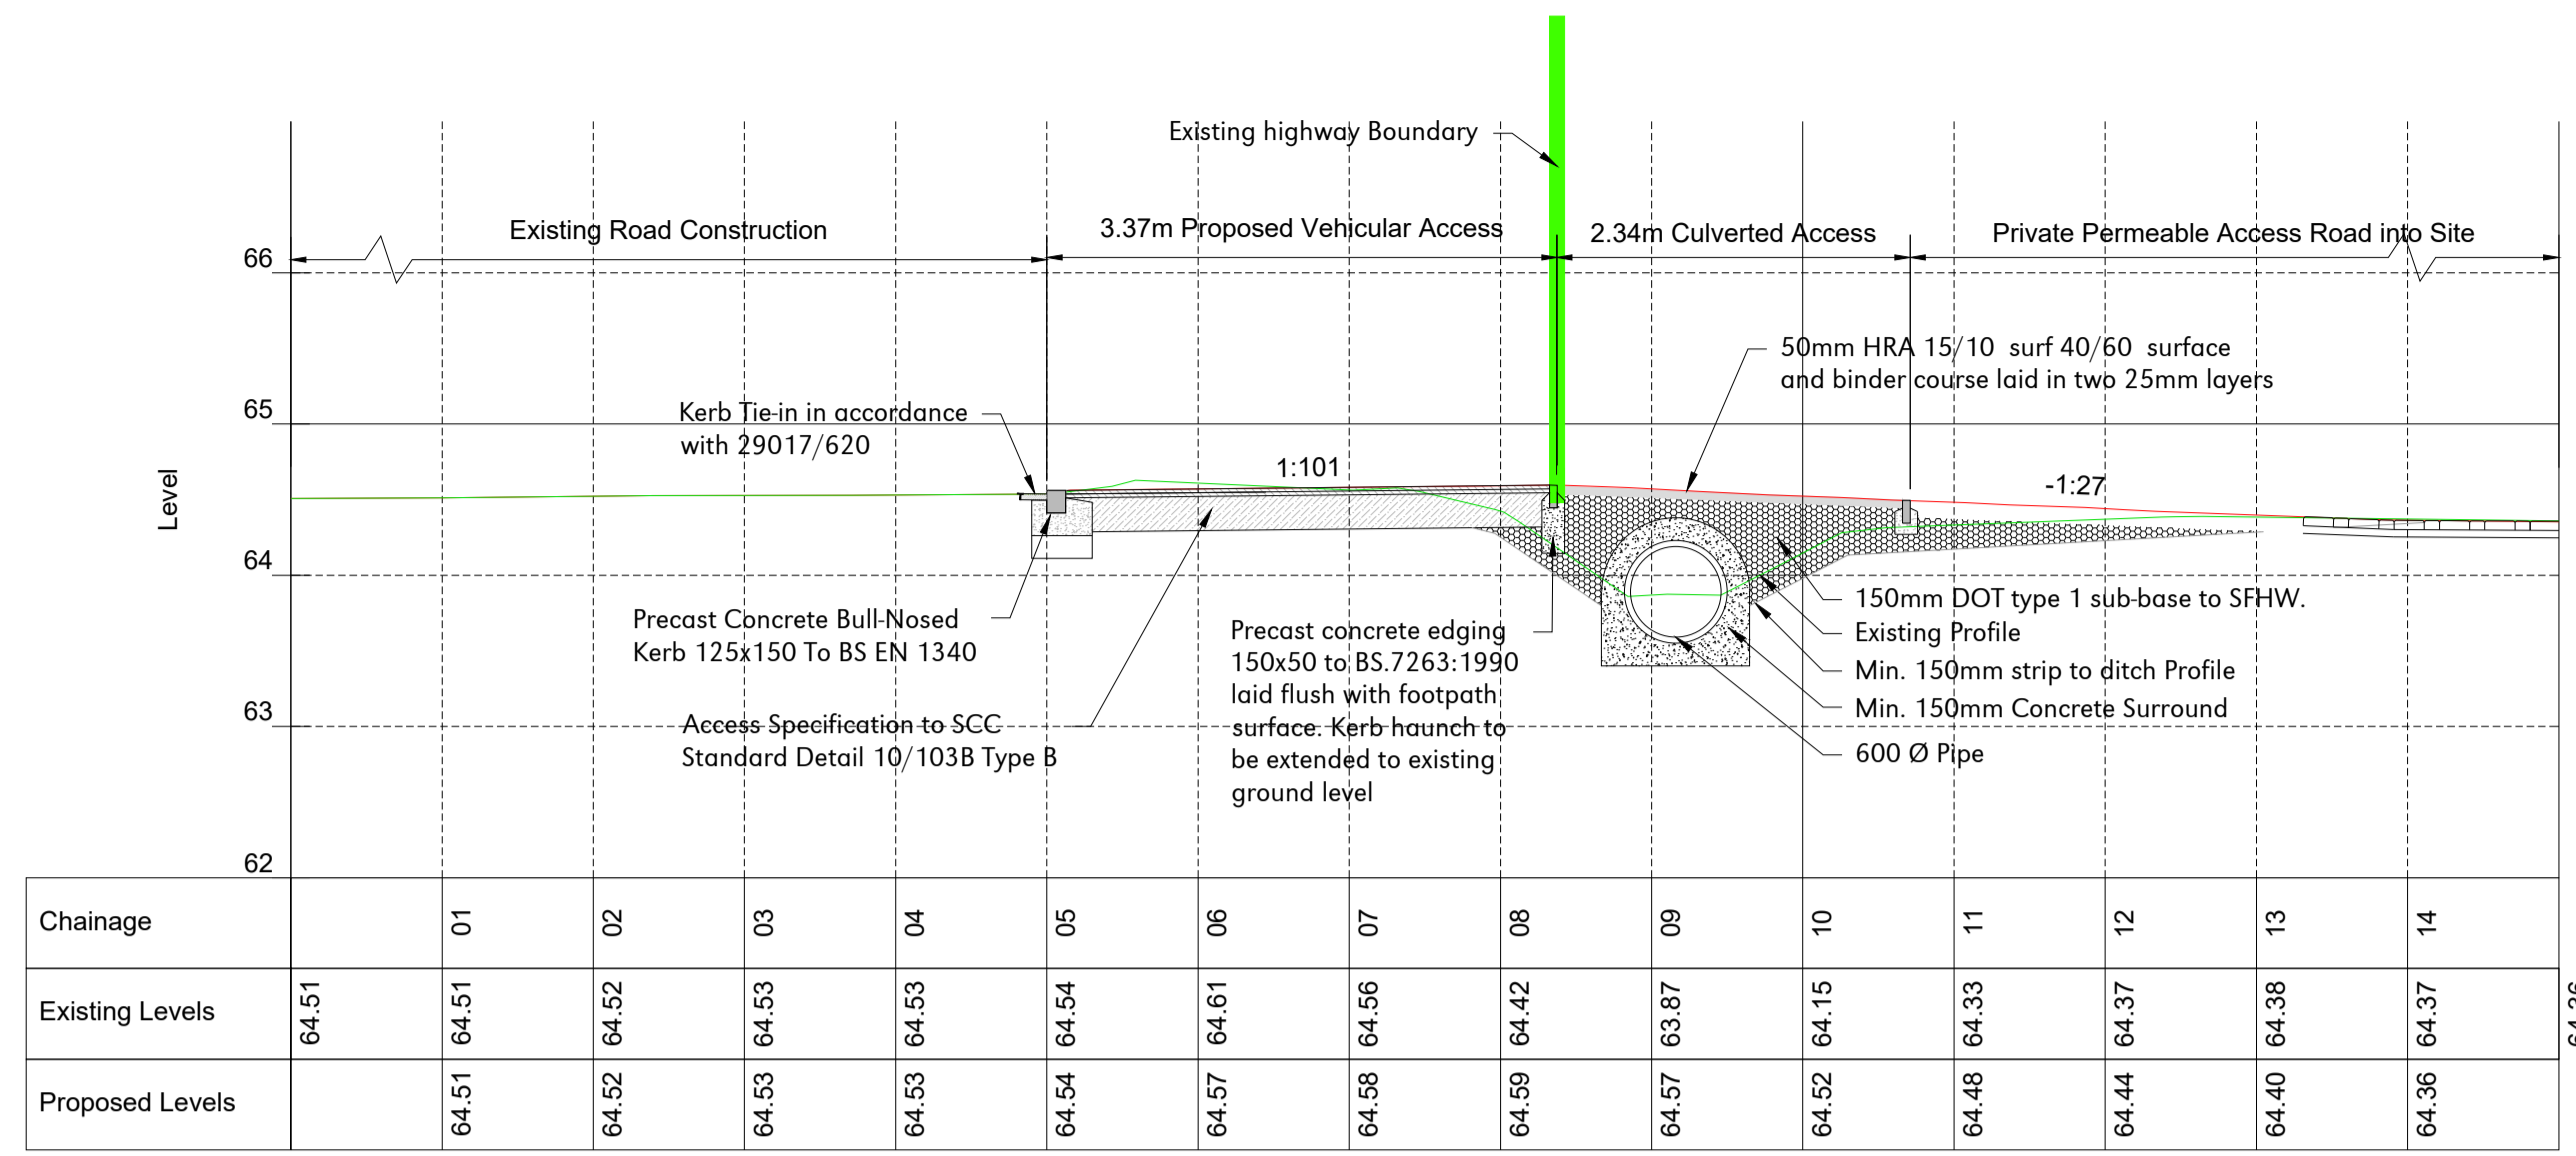 Existing highway Boundary
Existing Road Construction
3.37m Proposed Vehicular Access
2.34m Culverted Access
Private Permeable Access Road into Site
66
50mm HRA 15/10 surf 40/60 surface
and binder course laid in two 25mm layers
65
Kerb Tie-in in accordance
with 29017/620
1:101
-1:27
Level
64
150mm DOT type 1 sub-base to SFHW.
Existing Profile
Min. 150mm strip to ditch Profile
Min. 150mm Concrete Surround
600 Ø Pipe
Precast Concrete Bull-Nosed
Kerb 125x150 To BS EN 1340
Precast concrete edging
150x50 to BS.7263:1990
laid flush with footpath
surface. Kerb haunch to
be extended to existing
ground level
63
Access Specification to SCC
Standard Detail 10/103B Type B
62
Chainage 01 02 03 04 05 06 07 08 09 10 11 12 13 14
Existing Levels 64.51 64.51 64.52 64.53 64.53 64.54 64.61 64.56 64.42 63.87 64.15 64.33 64.37 64.38 64.37
Proposed Levels 64.51 64.52 64.53 64.53 64.54 64.57 64.58 64.59 64.57 64.52 64.48 64.44 64.40 64.36